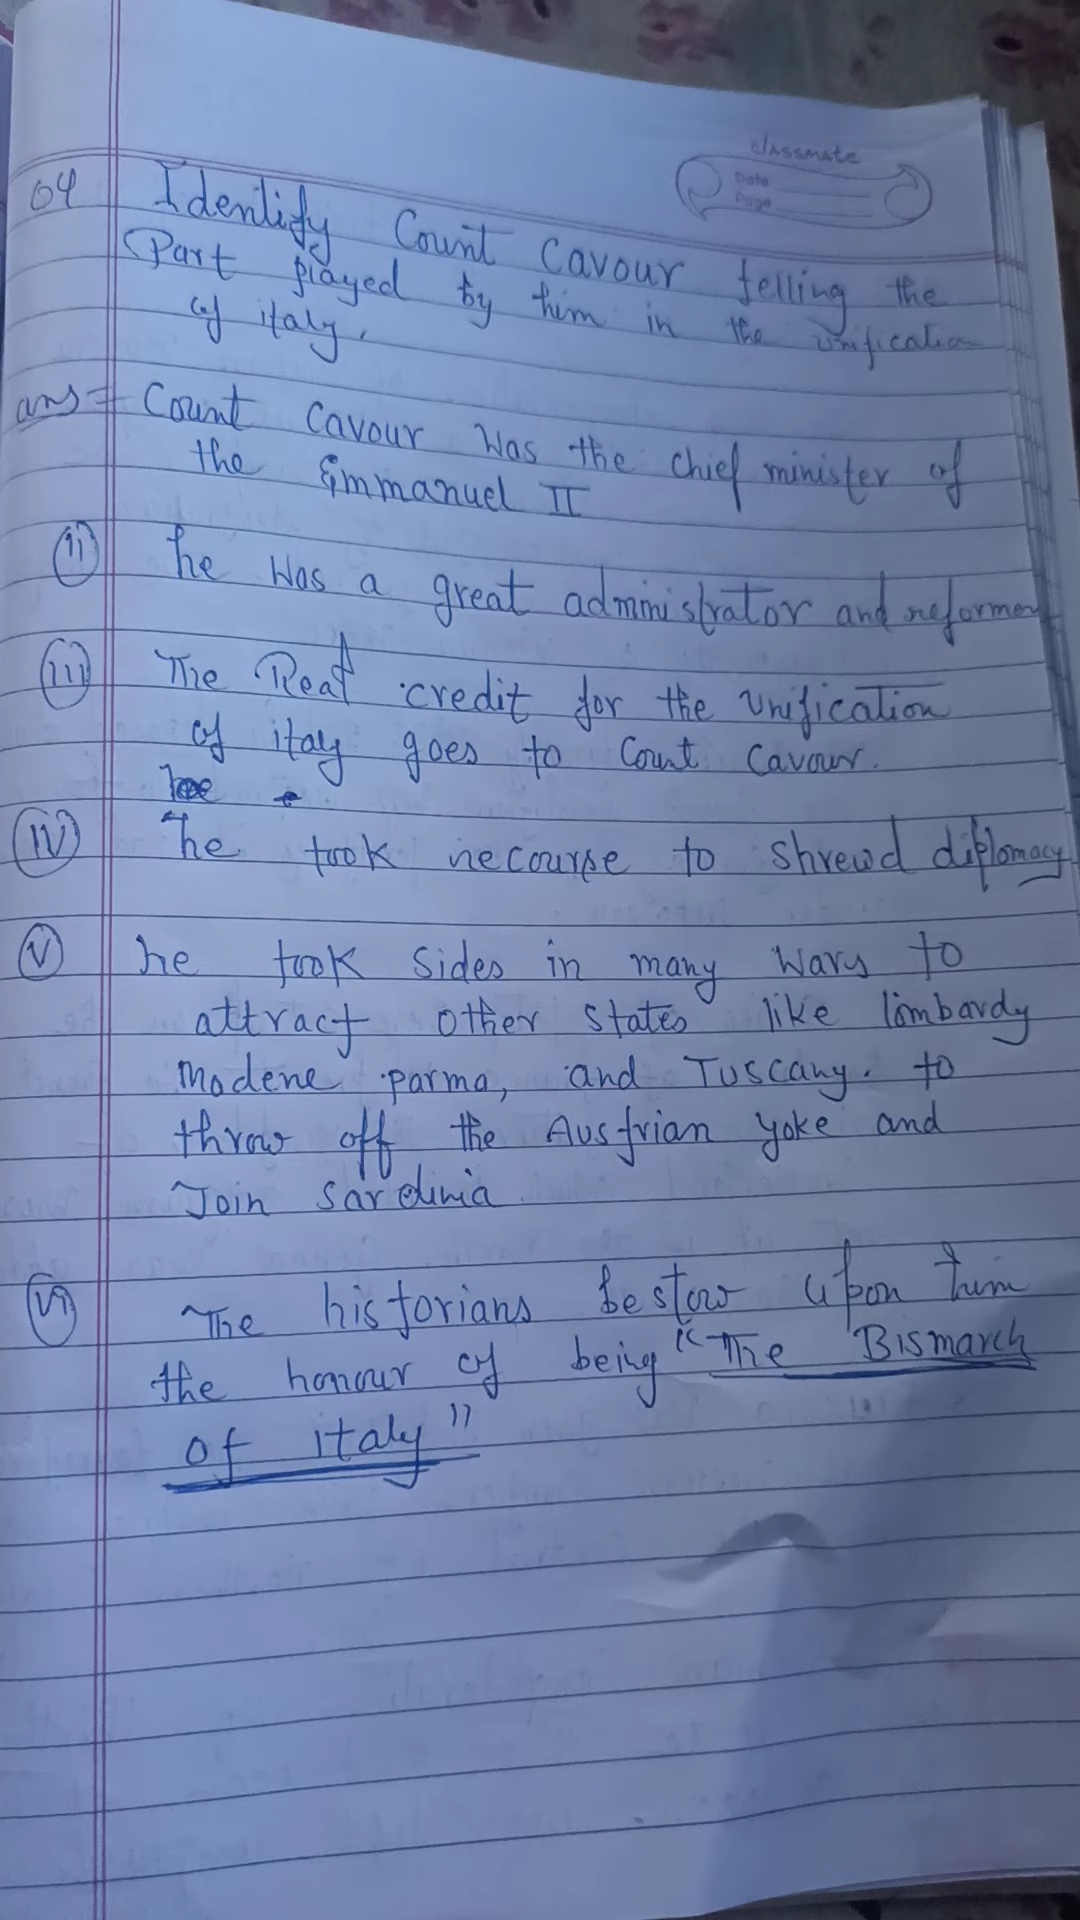 classmate
Date
Page
04 Identify Count Cavour telling the
Part played by him in the unification
of italy.
ans = Count Cavour was the chief minister of
the Emmanuel II
(ii) he was a great administrator and reformer
(iii) The Real credit for the unification
of italy goes to Count Cavour.
(iv) he took recourse to shrewd diplomacy
(v) he took sides in many wars to
attract other states like lombardy
Modene parma, and Tuscany. to
throw off the Austrian yoke and
Join Sardinia
(vi) The historians bestow upon him
the honour of being "The Bismarch
of italy"